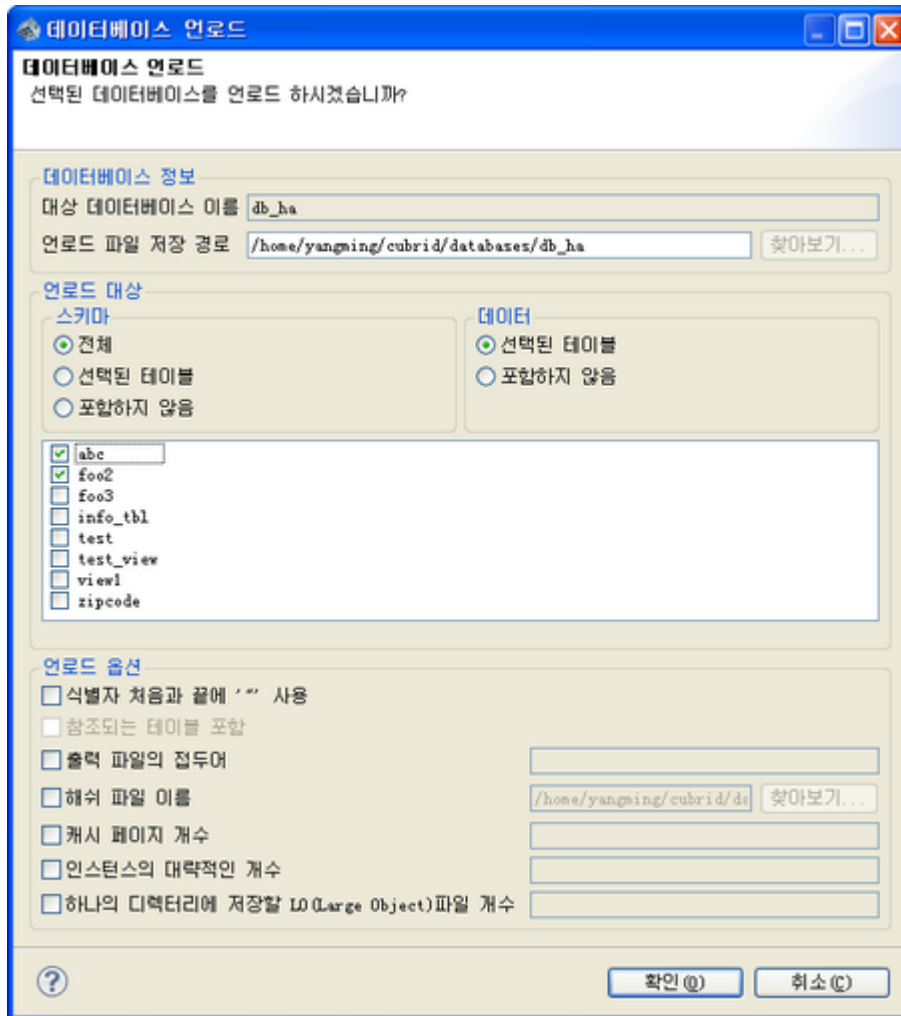 데이터베이스 언로드
데이터베이스 언로드
선택된 데이터베이스를 언로드 하시겠습니까?
데이터베이스 정보
대상 데이터베이스 이름 db_ha
언로드 파일 저장 경로 /home/yangming/cubrid/databases/db_ha 찾아보기...
언로드 대상
스키마
전체
선택된 테이블
포함하지 않음
데이터
선택된 테이블
포함하지 않음
abc
foo2
foo3
info_tbl
test
test_view
view1
zipcode
언로드 옵션
식별자 처음과 끝에 '"' 사용
참조되는 테이블 포함
출력 파일의 접두어
해쉬 파일 이름 /home/yangming/cubrid/da 찾아보기...
캐시 페이지 개수
인스턴스의 대략적인 개수
하나의 디렉터리에 저장할 LO(Large Object)파일 개수
확인(O) 취소(C)